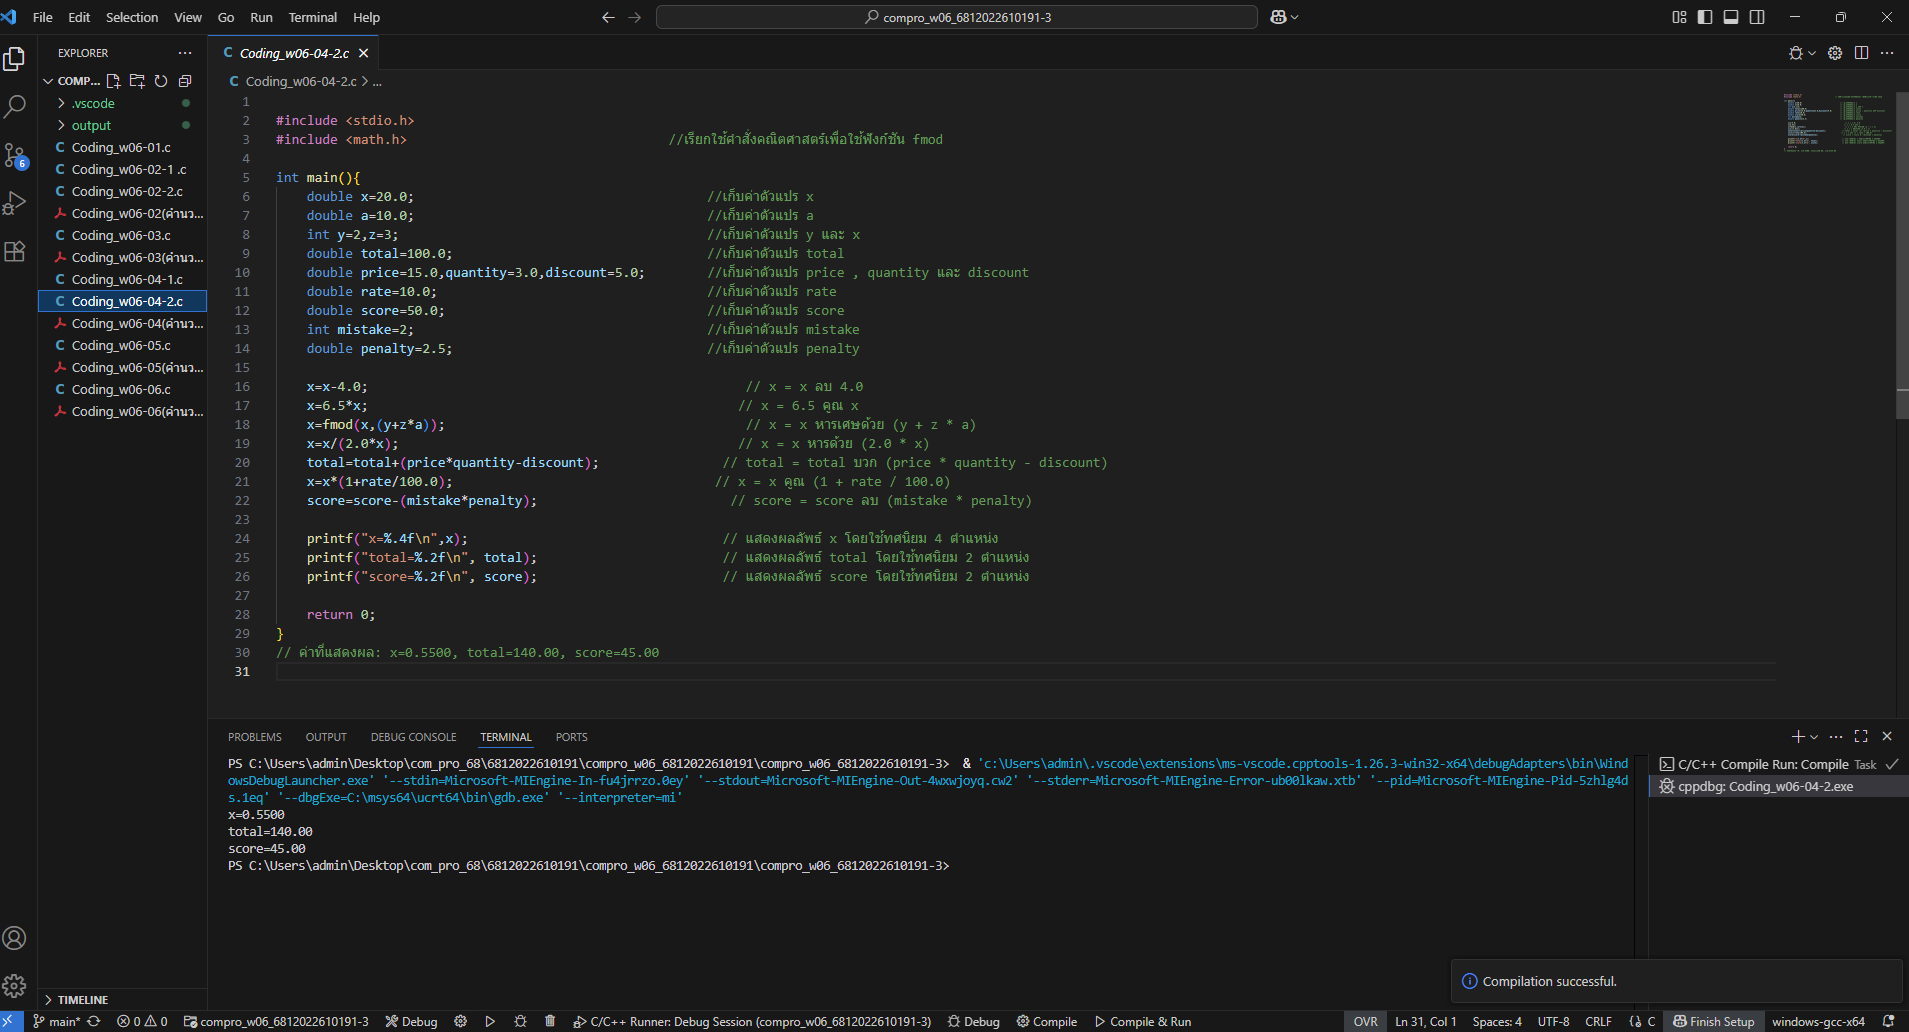 File Edit Selection View Go Run Terminal Help
compro_w06_6812022610191-3
EXPLORER
COMP...
.vscode
output
Coding_w06-01.c
Coding_w06-02-1 .c
Coding_w06-02-2.c
Coding_w06-02(คำนว...
Coding_w06-03.c
Coding_w06-03(คำนว...
Coding_w06-04-1.c
Coding_w06-04-2.c
Coding_w06-04(คำนว...
Coding_w06-05.c
Coding_w06-05(คำนว...
Coding_w06-06.c
Coding_w06-06(คำนว...
TIMELINE
6
Coding_w06-04-2.c
Coding_w06-04-2.c > ...
1
2 #include <stdio.h>
3 #include <math.h> //เรียกใช้คำสั่งคณิตศาสตร์เพื่อใช้ฟังก์ชัน fmod
4
5 int main(){
6 double x=20.0; //เก็บค่าตัวแปร x
7 double a=10.0; //เก็บค่าตัวแปร a
8 int y=2,z=3; //เก็บค่าตัวแปร y และ x
9 double total=100.0; //เก็บค่าตัวแปร total
10 double price=15.0,quantity=3.0,discount=5.0; //เก็บค่าตัวแปร price , quantity และ discount
11 double rate=10.0; //เก็บค่าตัวแปร rate
12 double score=50.0; //เก็บค่าตัวแปร score
13 int mistake=2; //เก็บค่าตัวแปร mistake
14 double penalty=2.5; //เก็บค่าตัวแปร penalty
15
16 x=x-4.0; // x = x ลบ 4.0
17 x=6.5*x; // x = 6.5 คูณ x
18 x=fmod(x,(y+z*a)); // x = x หารเศษด้วย (y + z * a)
19 x=x/(2.0*x); // x = x หารด้วย (2.0 * x)
20 total=total+(price*quantity-discount); // total = total บวก (price * quantity - discount)
21 x=x*(1+rate/100.0); // x = x คูณ (1 + rate / 100.0)
22 score=score-(mistake*penalty); // score = score ลบ (mistake * penalty)
23
24 printf("x=%.4f\n",x); // แสดงผลลัพธ์ x โดยใช้ทศนิยม 4 ตำแหน่ง
25 printf("total=%.2f\n", total); // แสดงผลลัพธ์ total โดยใช้ทศนิยม 2 ตำแหน่ง
26 printf("score=%.2f\n", score); // แสดงผลลัพธ์ score โดยใช้ทศนิยม 2 ตำแหน่ง
27
28 return 0;
29 }
30 // ค่าที่แสดงผล: x=0.5500, total=140.00, score=45.00
31
PROBLEMS OUTPUT DEBUG CONSOLE TERMINAL PORTS
PS C:\Users\admin\Desktop\com_pro_68\6812022610191\compro_w06_6812022610191\compro_w06_6812022610191-3> & 'c:\Users\admin\.vscode\extensions\ms-vscode.cpptools-1.26.3-win32-x64\debugAdapters\bin\Wind
owsDebugLauncher.exe' '--stdin=Microsoft-MIEngine-In-fu4jrrzo.0ey' '--stdout=Microsoft-MIEngine-Out-4wxwjoyq.cw2' '--stderr=Microsoft-MIEngine-Error-ub00lkaw.xtb' '--pid=Microsoft-MIEngine-Pid-5zhlg4d
s.1eq' '--dbgExe=C:\msys64\ucrt64\bin\gdb.exe' '--interpreter=mi'
x=0.5500
total=140.00
score=45.00
PS C:\Users\admin\Desktop\com_pro_68\6812022610191\compro_w06_6812022610191\compro_w06_6812022610191-3>
C/C++ Compile Run: Compile Task
cppdbg: Coding_w06-04-2.exe
Compilation successful.
main* 0 0 compro_w06_6812022610191-3 Debug C/C++ Runner: Debug Session (compro_w06_6812022610191-3) Debug Compile Compile & Run OVR Ln 31, Col 1 Spaces: 4 UTF-8 CRLF {} C Finish Setup windows-gcc-x64